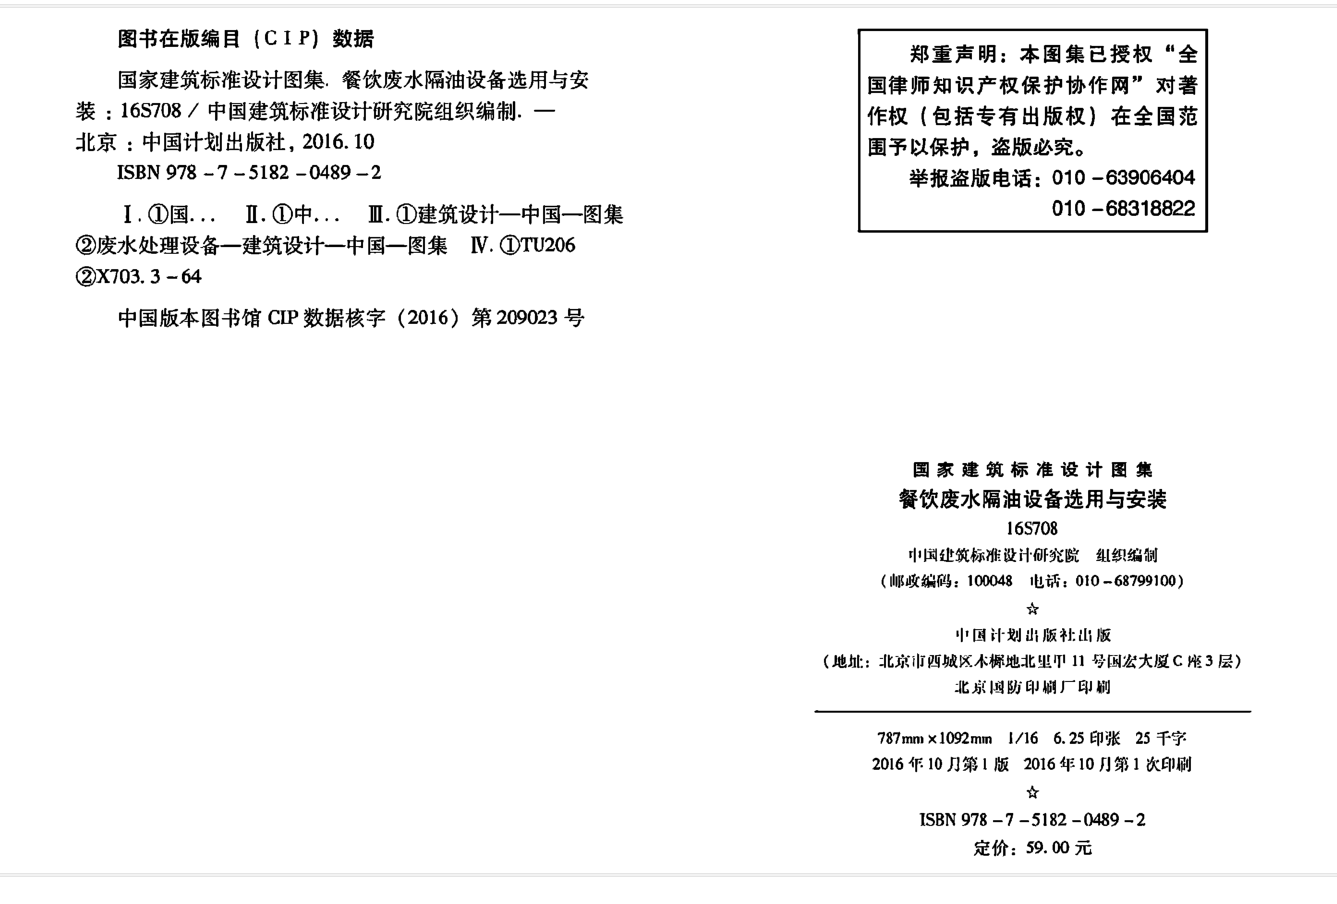 图书在版编目（CIP）数据
国家建筑标准设计图集. 餐饮废水隔油设备选用与安
装：16S708 / 中国建筑标准设计研究院组织编制. —
北京：中国计划出版社，2016.10
ISBN 978-7-5182-0489-2
Ⅰ.①国... Ⅱ.①中... Ⅲ.①建筑设计—中国—图集
②废水处理设备—建筑设计—中国—图集 Ⅳ.①TU206
②X703.3-64
中国版本图书馆 CIP 数据核字（2016）第 209023 号
郑重声明：本图集已授权“全
国律师知识产权保护协作网”对著
作权（包括专有出版权）在全国范
围予以保护，盗版必究。
举报盗版电话：010-63906404
010-68318822
国家建筑标准设计图集
餐饮废水隔油设备选用与安装
16S708
中国建筑标准设计研究院 组织编制
（邮政编码：100048 电话：010-68799100）
☆
中国计划出版社出版
（地址：北京市西城区木樨地北里甲 11 号国宏大厦 C 座 3 层）
北京国防印刷厂印刷
787mm×1092mm 1/16 6.25 印张 25 千字
2016 年 10 月第 1 版 2016 年 10 月第 1 次印刷
☆
ISBN 978-7-5182-0489-2
定价：59.00 元